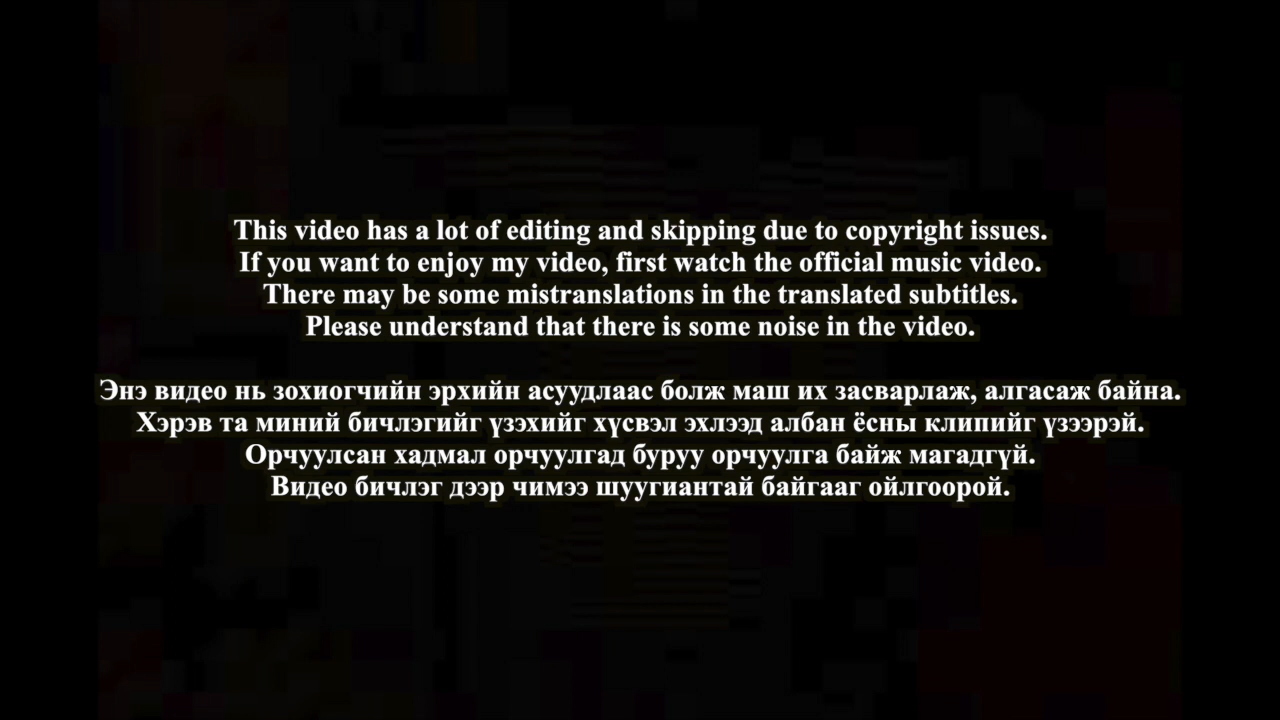 This video has a lot of editing and skipping due to copyright issues.
If you want to enjoy my video, first watch the official music video.
There may be some mistranslations in the translated subtitles.
Please understand that there is some noise in the video.
Энэ видео нь зохиогчийн эрхийн асуудлаас болж маш их засварлаж, алгасаж байна.
Хэрэв та миний бичлэгийг үзэхийг хүсвэл эхлээд албан ёсны клипийг үзээрэй.
Орчуулсан хадмал орчуулгад буруу орчуулга байж магадгүй.
Видео бичлэг дээр чимээ шуугиантай байгааг ойлгоорой.